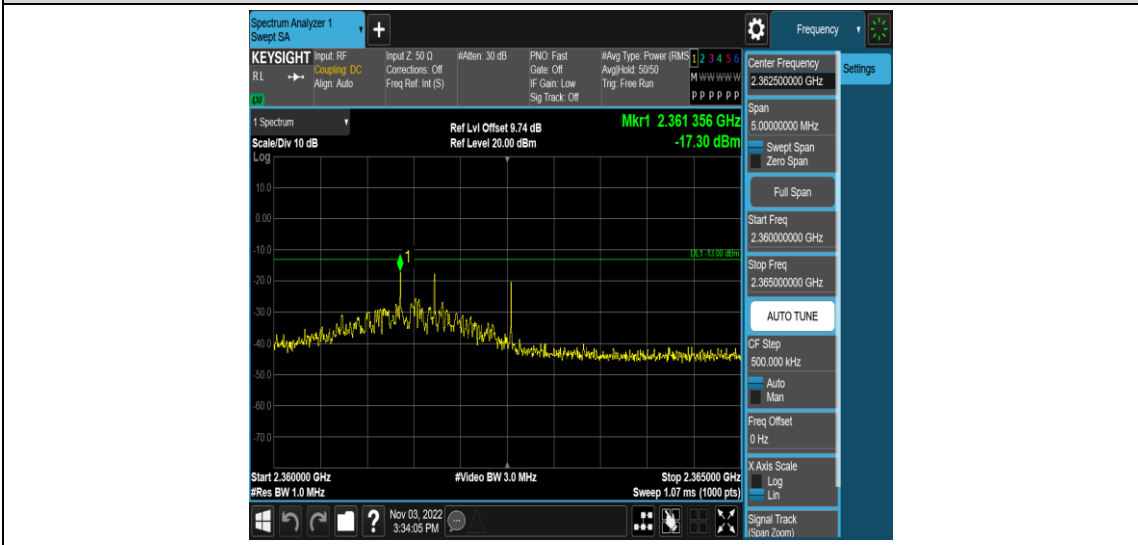 Spectrum Analyzer 1
Swept SA
+
Frequency
KEYSIGHT
RL
LXI
Input: RF
Coupling: DC
Align: Auto
Input Z: 50 Ω
Corrections: Off
Freq Ref: Int (S)
#Atten: 30 dB
PNO: Fast
Gate: Off
IF Gain: Low
Sig Track: Off
#Avg Type: Power (RMS
Avg|Hold: 50/50
Trig: Free Run
1 2 3 4 5 6
M W W W W W
P P P P P P
1 Spectrum
Scale/Div 10 dB
Log
Ref Lvl Offset 9.74 dB
Ref Level 20.00 dBm
Mkr1 2.361 356 GHz
-17.30 dBm
10.0
0.00
-10.0
-20.0
-30.0
-40.0
-50.0
-60.0
-70.0
1
DL1 -13.00 dBm
Start 2.360000 GHz
#Res BW 1.0 MHz
#Video BW 3.0 MHz
Stop 2.365000 GHz
Sweep 1.07 ms (1000 pts)
?
Nov 03, 2022
3:34:05 PM
Center Frequency
2.362500000 GHz
Settings
Span
5.00000000 MHz
Swept Span
Zero Span
Full Span
Start Freq
2.360000000 GHz
Stop Freq
2.365000000 GHz
AUTO TUNE
CF Step
500.000 kHz
Auto
Man
Freq Offset
0 Hz
X Axis Scale
Log
Lin
Signal Track
(Span Zoom)